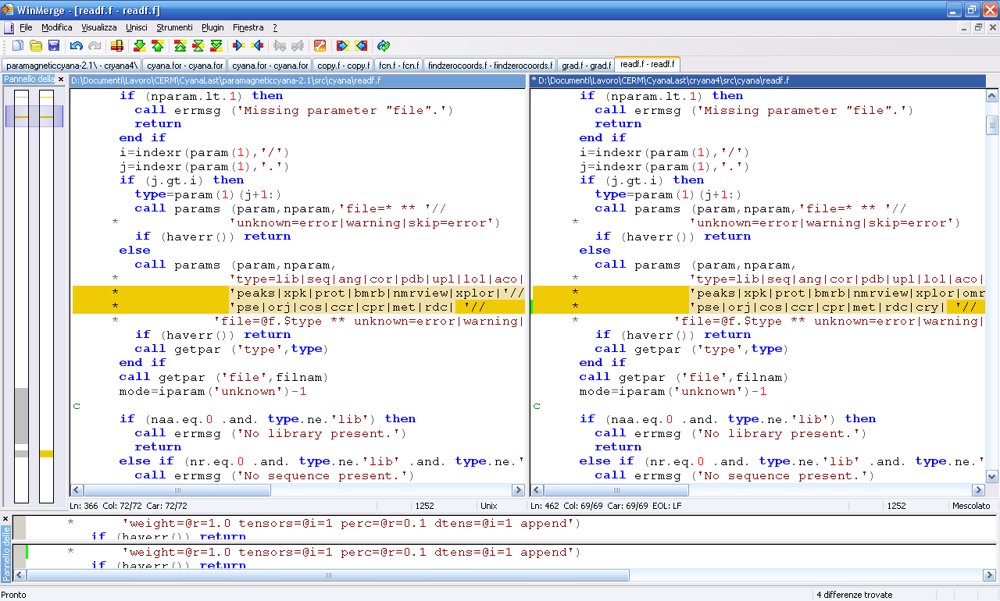 WinMerge - [readf.f - readf.f]
File Modifica Visualizza Unisci Strumenti Plugin Finestra ?
paramagneticcyana-2.1\ - cryana4\ cyana.for - cyana.for cyana.for - cyana.for copy.f - copy.f fcn.f - fcn.f findzerocoords.f - findzerocoords.f grad.f - grad.f readf.f - readf.f
Pannello della
D:\Documenti\Lavoro\CERM\CyanaLast\paramagneticcyana-2.1\src\cyana\readf.f
if (nparam.lt.1) then
call errmsg ('Missing parameter "file".')
return
end if
i=indexr(param(1),'/')
j=indexr(param(1),'.')
if (j.gt.i) then
type=param(1)(j+1:)
call params (param,nparam,'file=* ** '//
* 'unknown=error|warning|skip=error')
if (haverr()) return
else
call params (param,nparam,
* 'type=lib|seq|ang|cor|pdb|upl|lol|aco|
* 'peaks|xpk|prot|bmrb|nmrview|xplor|'//
* 'pse|orj|cos|ccr|cpr|met|rdc| '//
* 'file=@f.$type ** unknown=error|warning|
if (haverr()) return
call getpar ('type',type)
end if
call getpar ('file',filnam)
mode=iparam('unknown')-1
c
if (naa.eq.0 .and. type.ne.'lib') then
call errmsg ('No library present.')
return
else if (nr.eq.0 .and. type.ne.'lib' .and. type.ne.'
call errmsg ('No sequence present.')
Ln: 366 Col: 72/72 Car: 72/72 1252 Unix
* D:\Documenti\Lavoro\CERM\CyanaLast\cryana4\src\cyana\readf.f
if (nparam.lt.1) then
call errmsg ('Missing parameter "file".')
return
end if
i=indexr(param(1),'/')
j=indexr(param(1),'.')
if (j.gt.i) then
type=param(1)(j+1:)
call params (param,nparam,'file=* ** '//
* 'unknown=error|warning|skip=error')
if (haverr()) return
else
call params (param,nparam,
* 'type=lib|seq|ang|cor|pdb|upl|lol|aco|
* 'peaks|xpk|prot|bmrb|nmrview|xplor|omr
* 'pse|orj|cos|ccr|cpr|met|rdc|cry| '//
* 'file=@f.$type ** unknown=error|warning|
if (haverr()) return
call getpar ('type',type)
end if
call getpar ('file',filnam)
mode=iparam('unknown')-1
c
if (naa.eq.0 .and. type.ne.'lib') then
call errmsg ('No library present.')
return
else if (nr.eq.0 .and. type.ne.'lib' .and. type.ne.'
call errmsg ('No sequence present.')
Ln: 462 Col: 69/69 Car: 69/69 EOL: LF 1252 Mescolato
Pannello delle
* 'weight=@r=1.0 tensors=@i=1 perc=@r=0.1 dtens=@i=1 append')
if (haverr()) return
* 'weight=@r=1.0 tensors=@i=1 perc=@r=0.1 dtens=@i=1 append')
if (haverr()) return
Pronto 4 differenze trovate